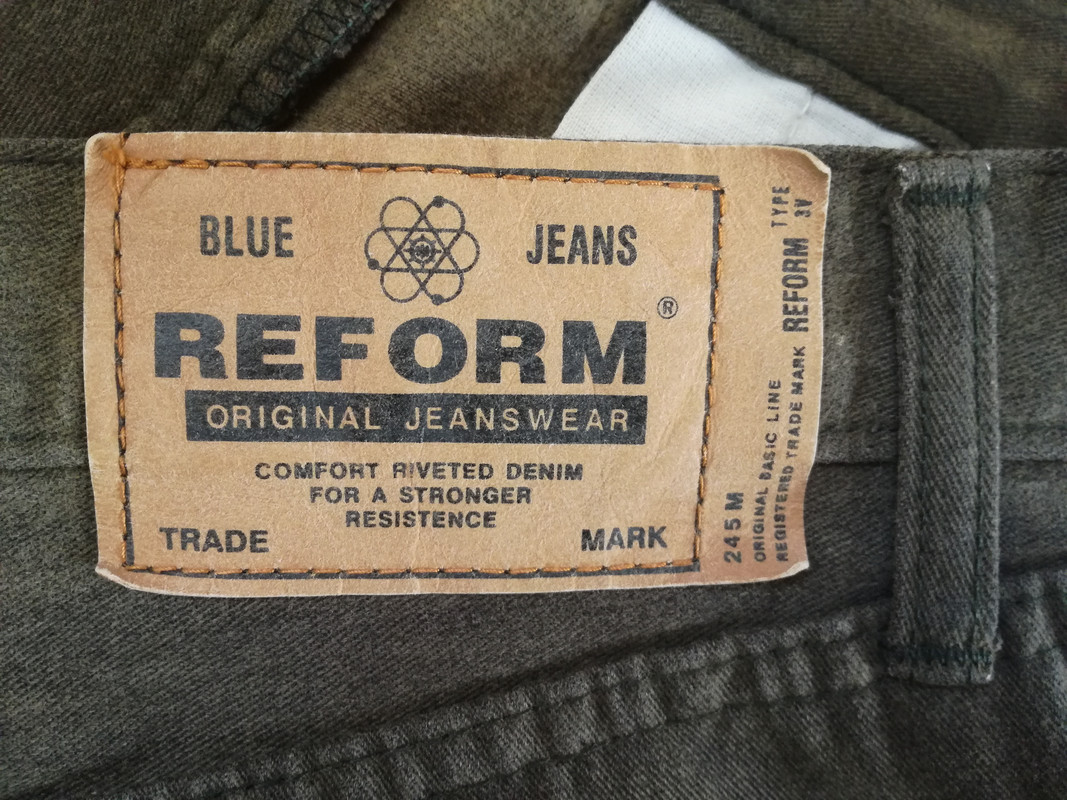 BLUE JEANS
REFORM®
ORIGINAL JEANSWEAR
COMFORT RIVETED DENIM
FOR A STRONGER
RESISTENCE
TRADE MARK
245M
ORIGINAL BASIC LINE
REGISTERED TRADE MARK REFORM TYPE 3V